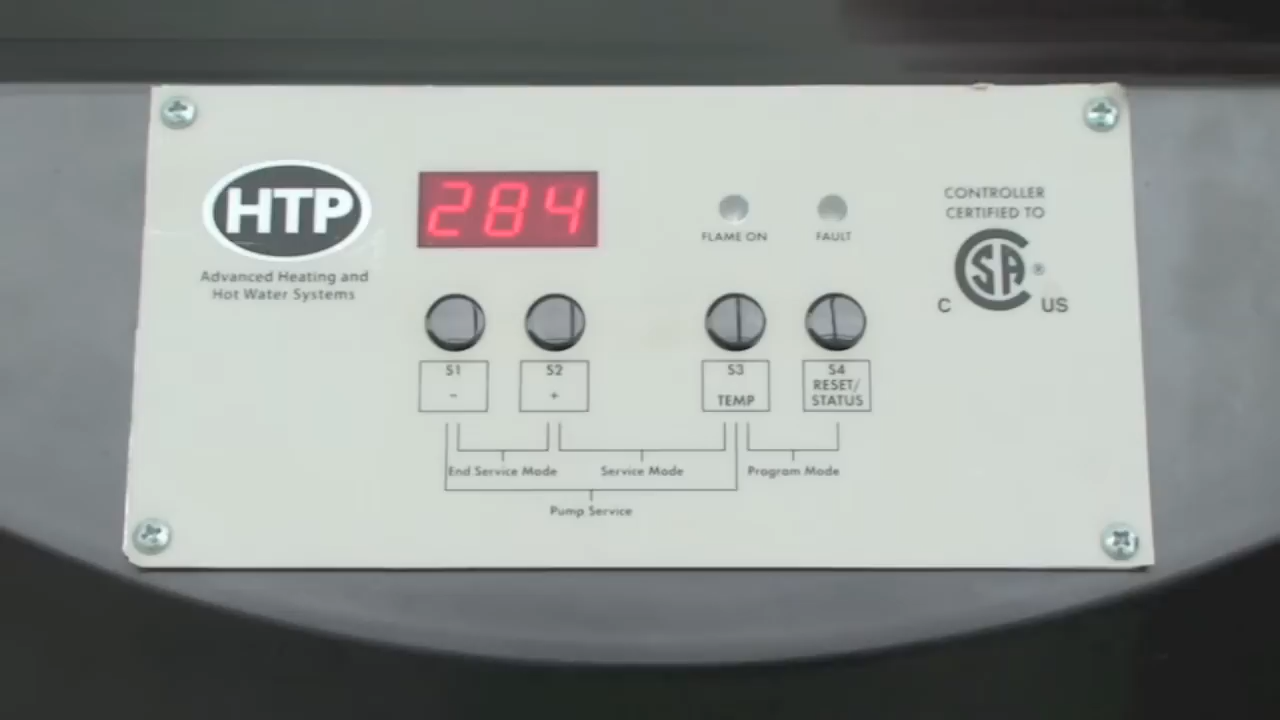 HTP
Advanced Heating and
Hot Water Systems
284
FLAME ON
FAULT
CONTROLLER
CERTIFIED TO
CSA®
C US
S1
-
S2
+
S3
TEMP
S4
RESET/
STATUS
End Service Mode
Service Mode
Program Mode
Pump Service